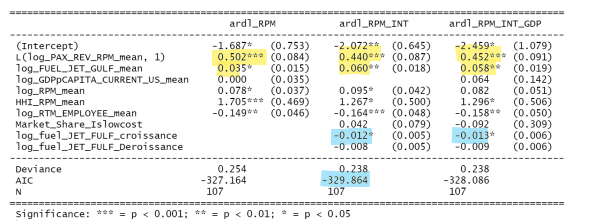 ardl_RPM ardl_RPM_INT ardl_RPM_INT_GDP
(Intercept) -1.687* (0.753) -2.072** (0.645) -2.459* (1.079)
L(log_PAX_REV_RPM_mean, 1) 0.502*** (0.084) 0.440*** (0.087) 0.452*** (0.091)
log_FUEL_JET_GULF_mean 0.035* (0.015) 0.060** (0.018) 0.058** (0.019)
log_GDPpCAPITA_CURRENT_US_mean 0.000 (0.035) 0.064 (0.142)
log_RPM_mean 0.078* (0.037) 0.095* (0.042) 0.082 (0.051)
HHI_RPM_mean 1.705*** (0.469) 1.267* (0.500) 1.296* (0.506)
log_RTM_EMPLOYEE_mean -0.149** (0.046) -0.164*** (0.048) -0.158** (0.050)
Market_Share_Islowcost 0.042 (0.079) -0.092 (0.309)
log_fuel_JET_FULF_croissance -0.012* (0.005) -0.013* (0.006)
log_fuel_JET_FULF_Deroissance -0.008 (0.005) -0.009 (0.006)
Deviance 0.254 0.238 0.238
AIC -327.164 -329.864 -328.086
N 107 107 107
Significance: *** = p < 0.001; ** = p < 0.01; * = p < 0.05